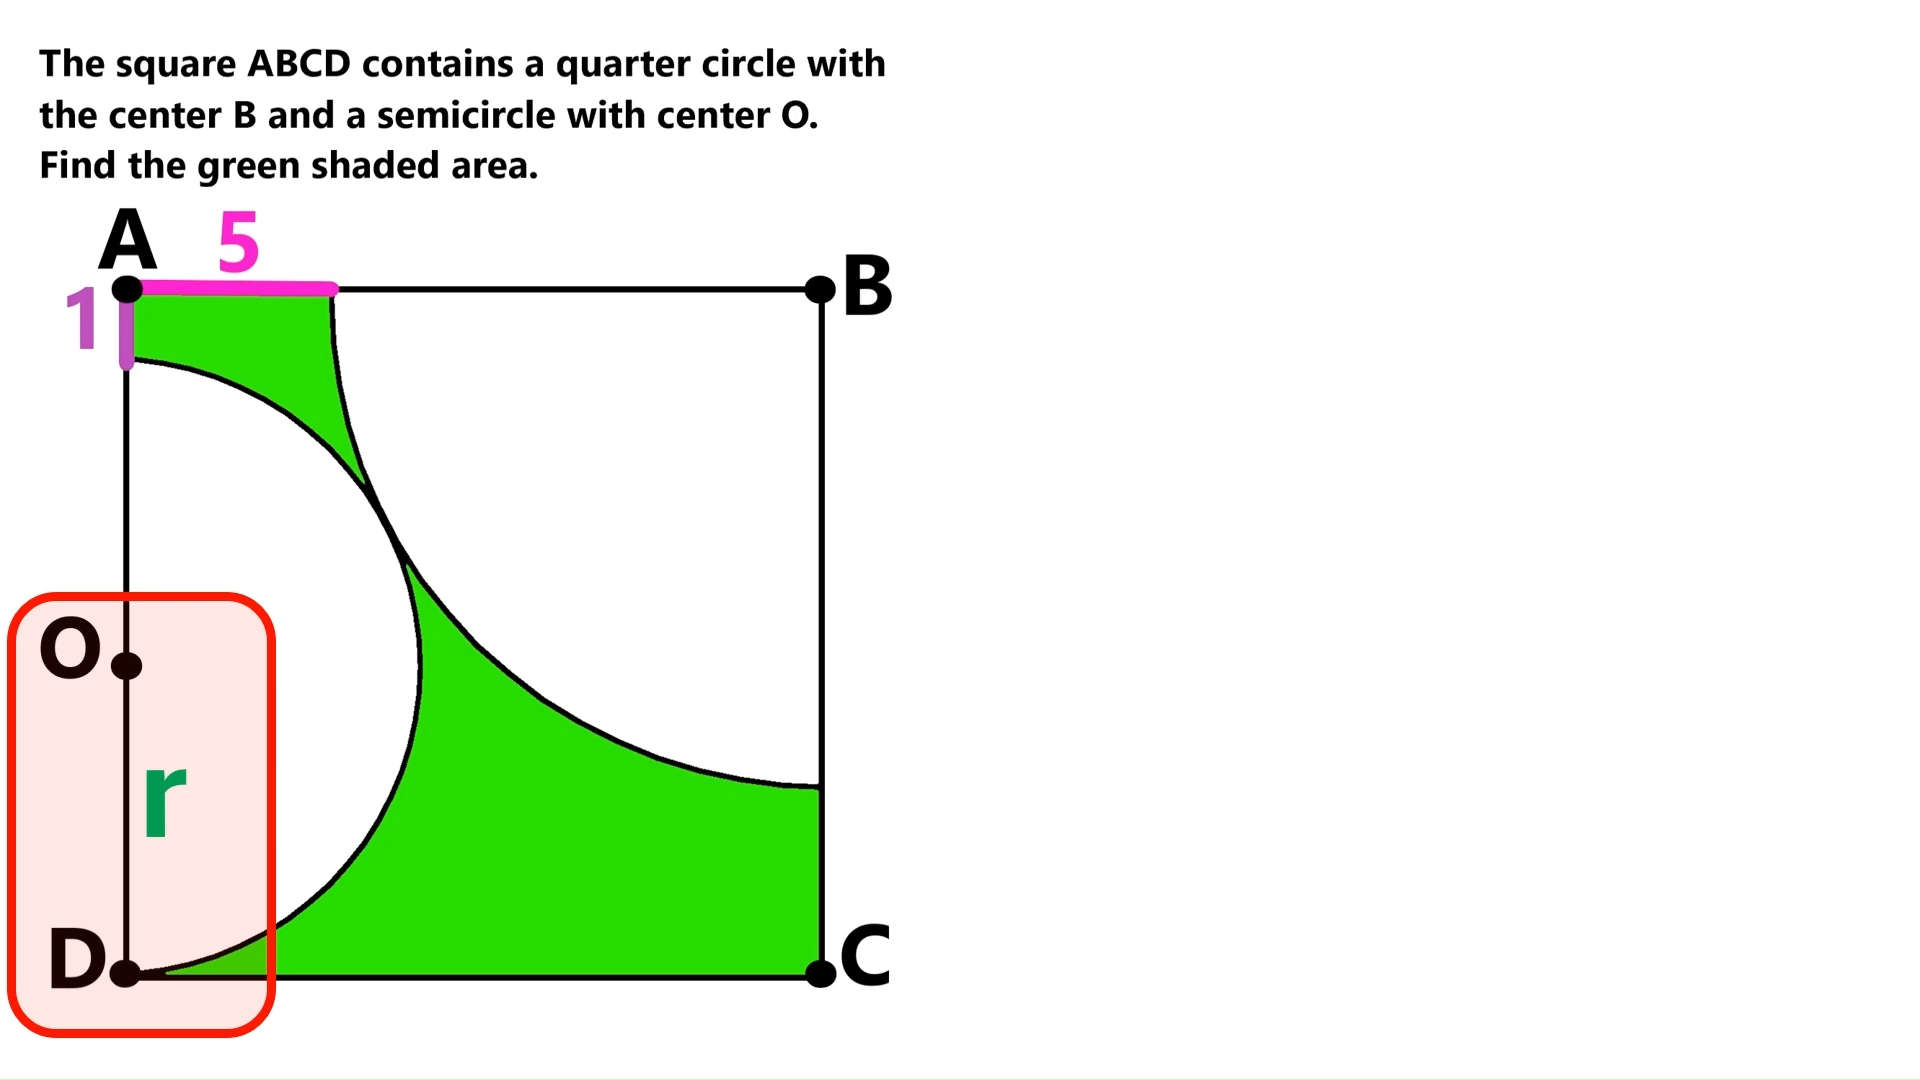 The square ABCD contains a quarter circle with
the center B and a semicircle with center O.
Find the green shaded area.
A 5
B
1
O
r
D
C